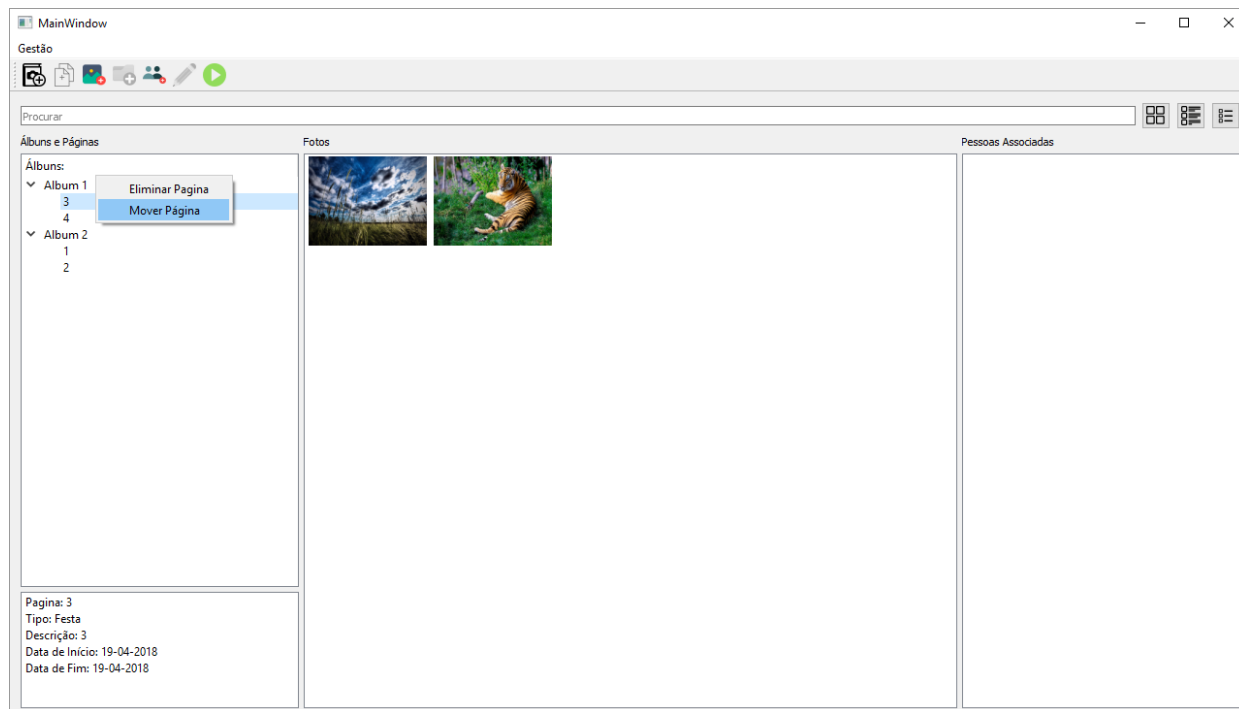 MainWindow
Gestão
Procurar
Álbuns e Páginas
Fotos
Pessoas Associadas
Álbuns:
Album 1
Eliminar Pagina
3
Mover Página
4
Album 2
1
2
Pagina: 3
Tipo: Festa
Descrição: 3
Data de Início: 19-04-2018
Data de Fim: 19-04-2018